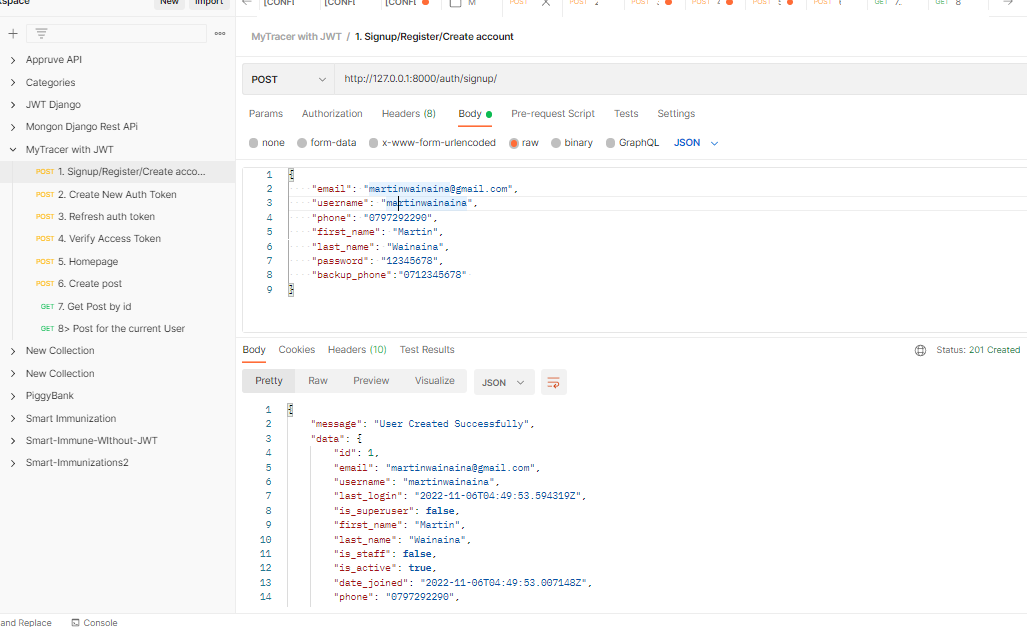 New Import
[CONFI [CONFI [CONFI M POST POST POST POST POST POST GET 7. GET 8
MyTracer with JWT / 1. Signup/Register/Create account
POST http://127.0.0.1:8000/auth/signup/
Params Authorization Headers (8) Body Pre-request Script Tests Settings
none form-data x-www-form-urlencoded raw binary GraphQL JSON
Appruve API
Categories
JWT Django
Mongon Django Rest APi
MyTracer with JWT
POST 1. Signup/Register/Create acco...
POST 2. Create New Auth Token
POST 3. Refresh auth token
POST 4. Verify Access Token
POST 5. Homepage
POST 6. Create post
GET 7. Get Post by id
GET 8> Post for the current User
New Collection
New Collection
PiggyBank
Smart Immunization
Smart-Immune-WIthout-JWT
Smart-Immunizations2
1 {
2 "email": "martinwainaina@gmail.com",
3 "username": "martinwainaina",
4 "phone": "0797292290",
5 "first_name": "Martin",
6 "last_name": "Wainaina",
7 "password": "12345678",
8 "backup_phone":"0712345678"
9 }
Body Cookies Headers (10) Test Results Status: 201 Created
Pretty Raw Preview Visualize JSON
1 {
2 "message": "User Created Successfully",
3 "data": {
4 "id": 1,
5 "email": "martinwainaina@gmail.com",
6 "username": "martinwainaina",
7 "last_login": "2022-11-06T04:49:53.594319Z",
8 "is_superuser": false,
9 "first_name": "Martin",
10 "last_name": "Wainaina",
11 "is_staff": false,
12 "is_active": true,
13 "date_joined": "2022-11-06T04:49:53.007148Z",
14 "phone": "0797292290",
and Replace Console